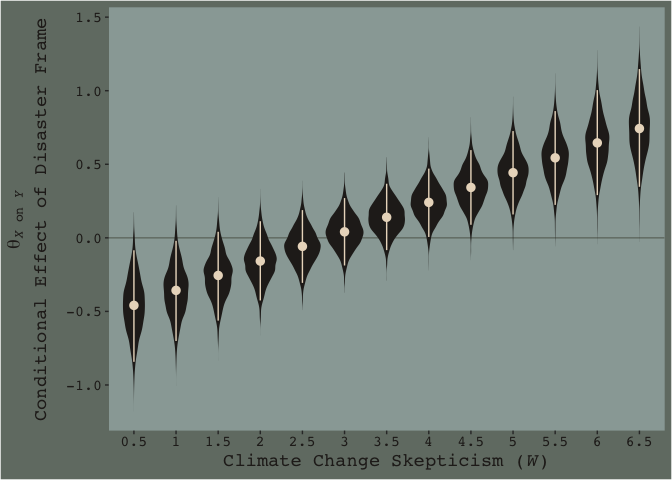 θX on Y
Conditional Effect of Disaster Frame
1.5
1.0
0.5
0.0
−0.5
−1.0
0.5 1 1.5 2 2.5 3 3.5 4 4.5 5 5.5 6 6.5
Climate Change Skepticism (W)